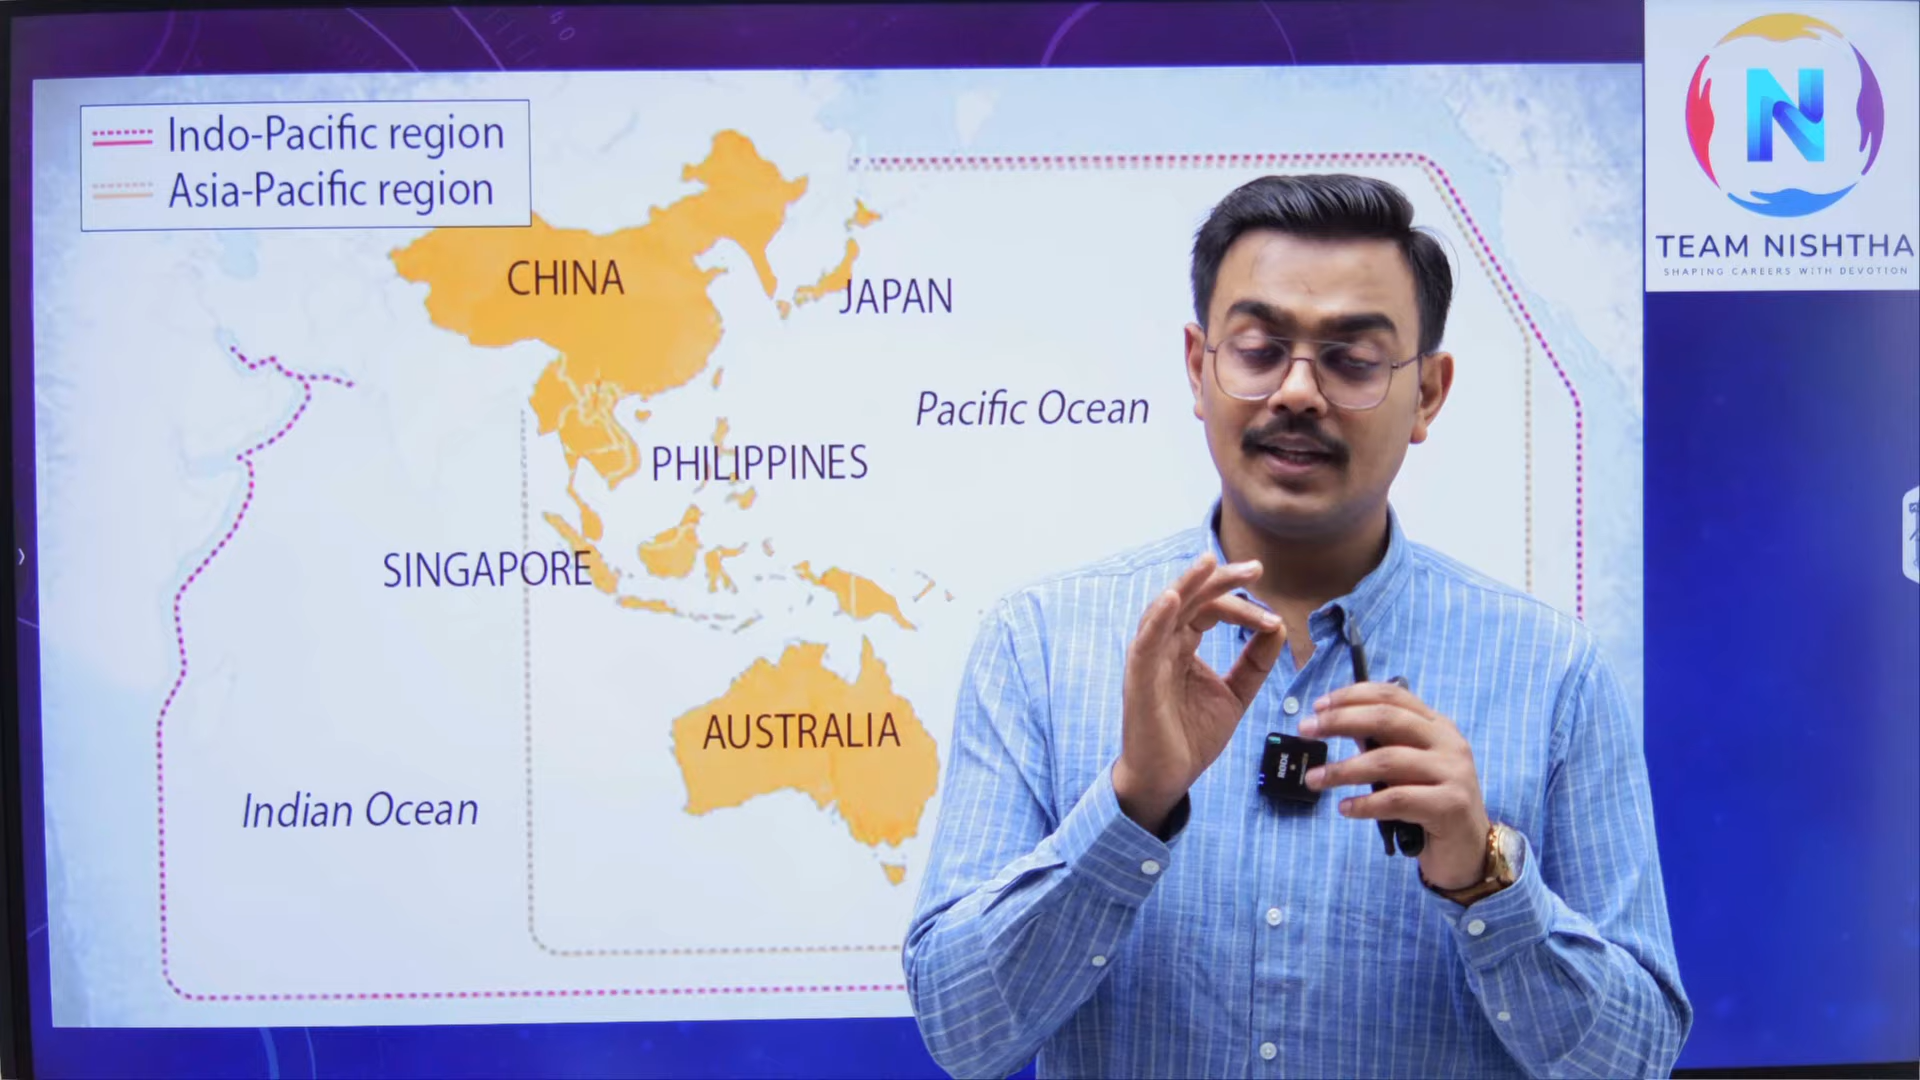 Indo-Pacific region
Asia-Pacific region
CHINA
JAPAN
Pacific Ocean
PHILIPPINES
SINGAPORE
AUSTRALIA
Indian Ocean
N
TEAM NISHTHA
SHAPING CAREERS WITH DEVOTION
RØDE